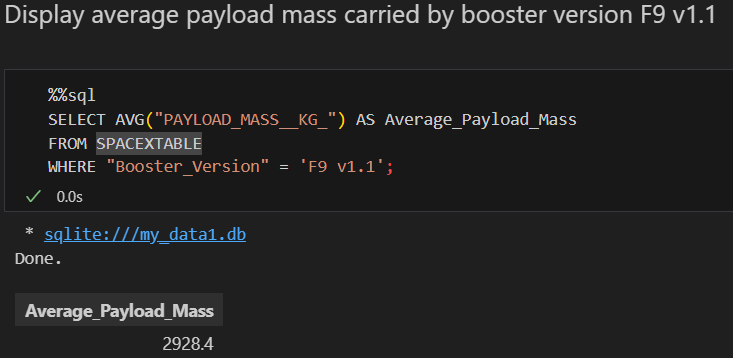 Display average payload mass carried by booster version F9 v1.1
%%sql
SELECT AVG("PAYLOAD_MASS__KG_") AS Average_Payload_Mass
FROM SPACEXTABLE
WHERE "Booster_Version" = 'F9 v1.1';
✓ 0.0s
* sqlite:///my_data1.db
Done.
Average_Payload_Mass
2928.4